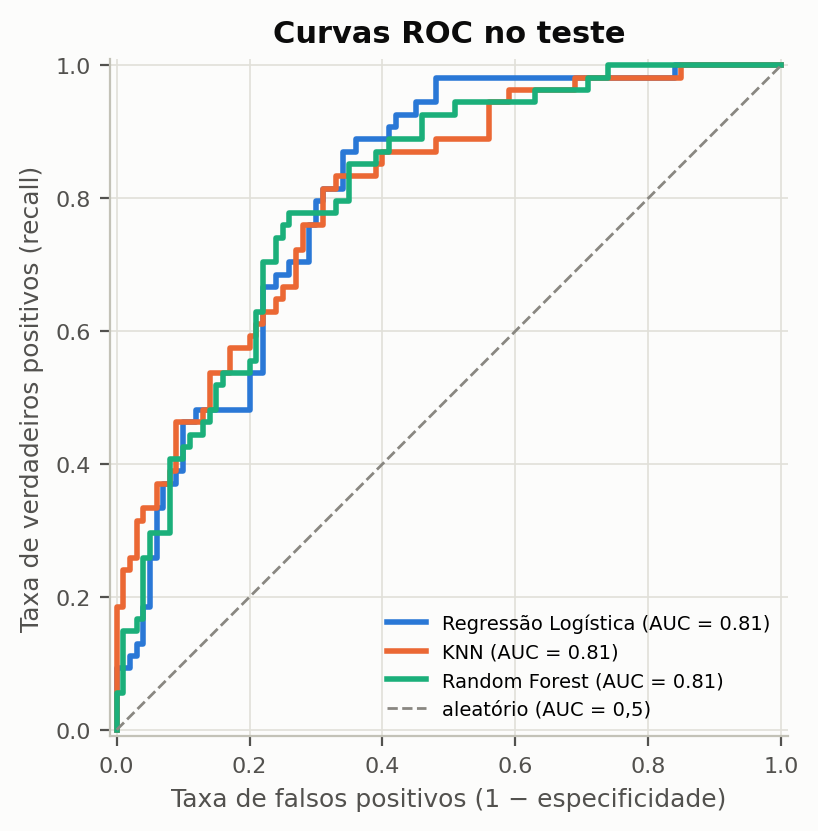 Curvas ROC no teste
1.0
0.8
0.6
0.4
0.2
0.0
Taxa de verdadeiros positivos (recall)
Regressão Logística (AUC = 0.81)
KNN (AUC = 0.81)
Random Forest (AUC = 0.81)
aleatório (AUC = 0,5)
0.0 0.2 0.4 0.6 0.8 1.0
Taxa de falsos positivos (1 − especificidade)